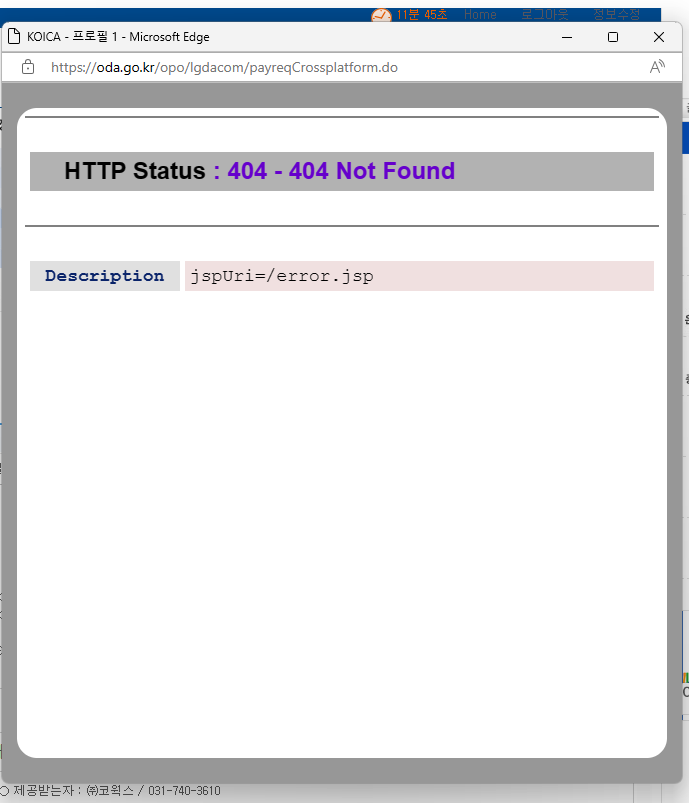 11분 45초 Home 로그아웃 정보수정
KOICA - 프로필 1 - Microsoft Edge
https://oda.go.kr/opo/lgdacom/payreqCrossplatform.do
HTTP Status : 404 - 404 Not Found
Description jspUri=/error.jsp
제공받는자 : ㈜코웍스 / 031-740-3610